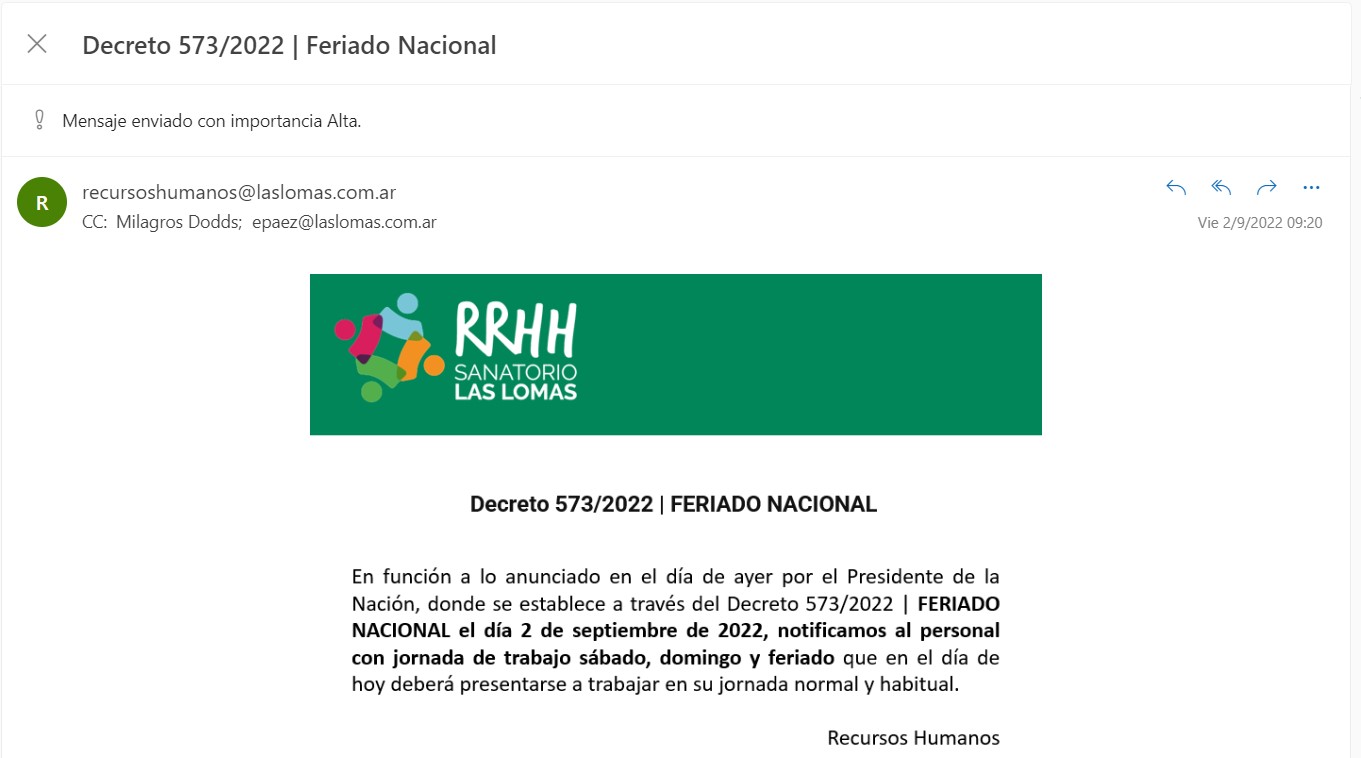 Decreto 573/2022 | Feriado Nacional
Mensaje enviado con importancia Alta.
R
recursoshumanos@laslomas.com.ar
CC: Milagros Dodds; epaez@laslomas.com.ar
Vie 2/9/2022 09:20
RRHH
SANATORIO
LAS LOMAS
Decreto 573/2022 | FERIADO NACIONAL
En función a lo anunciado en el día de ayer por el Presidente de la
Nación, donde se establece a través del Decreto 573/2022 | FERIADO
NACIONAL el día 2 de septiembre de 2022, notificamos al personal
con jornada de trabajo sábado, domingo y feriado que en el día de
hoy deberá presentarse a trabajar en su jornada normal y habitual.
Recursos Humanos